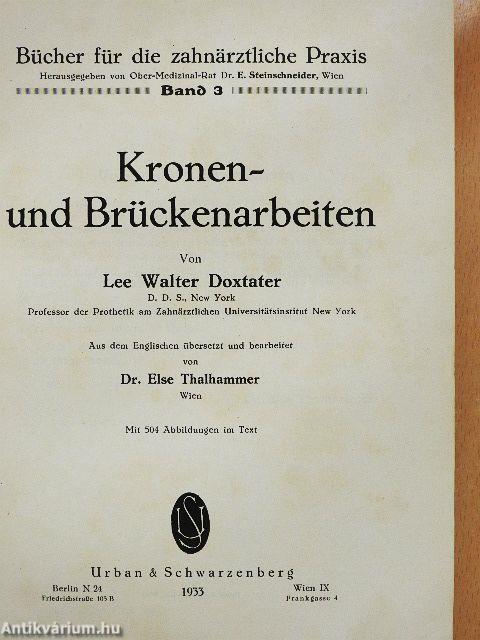 Bücher für die zahnärztliche Praxis
Herausgegeben von Ober-Medizinal-Rat Dr. E. Steinschneider, Wien
Band 3
Kronen-
und Brückenarbeiten
Von
Lee Walter Doxtater
D. D. S., New York
Professor der Prothetik am Zahnärztlichen Universitätsinstitut New York
Aus dem Englischen übersetzt und bearbeitet
von
Dr. Else Thalhammer
Wien
Mit 504 Abbildungen im Text
US
Urban & Schwarzenberg
Berlin N 24 1933 Wien IX
Friedrichstraße 105 B Frankgasse 4
Antikvárium.hu